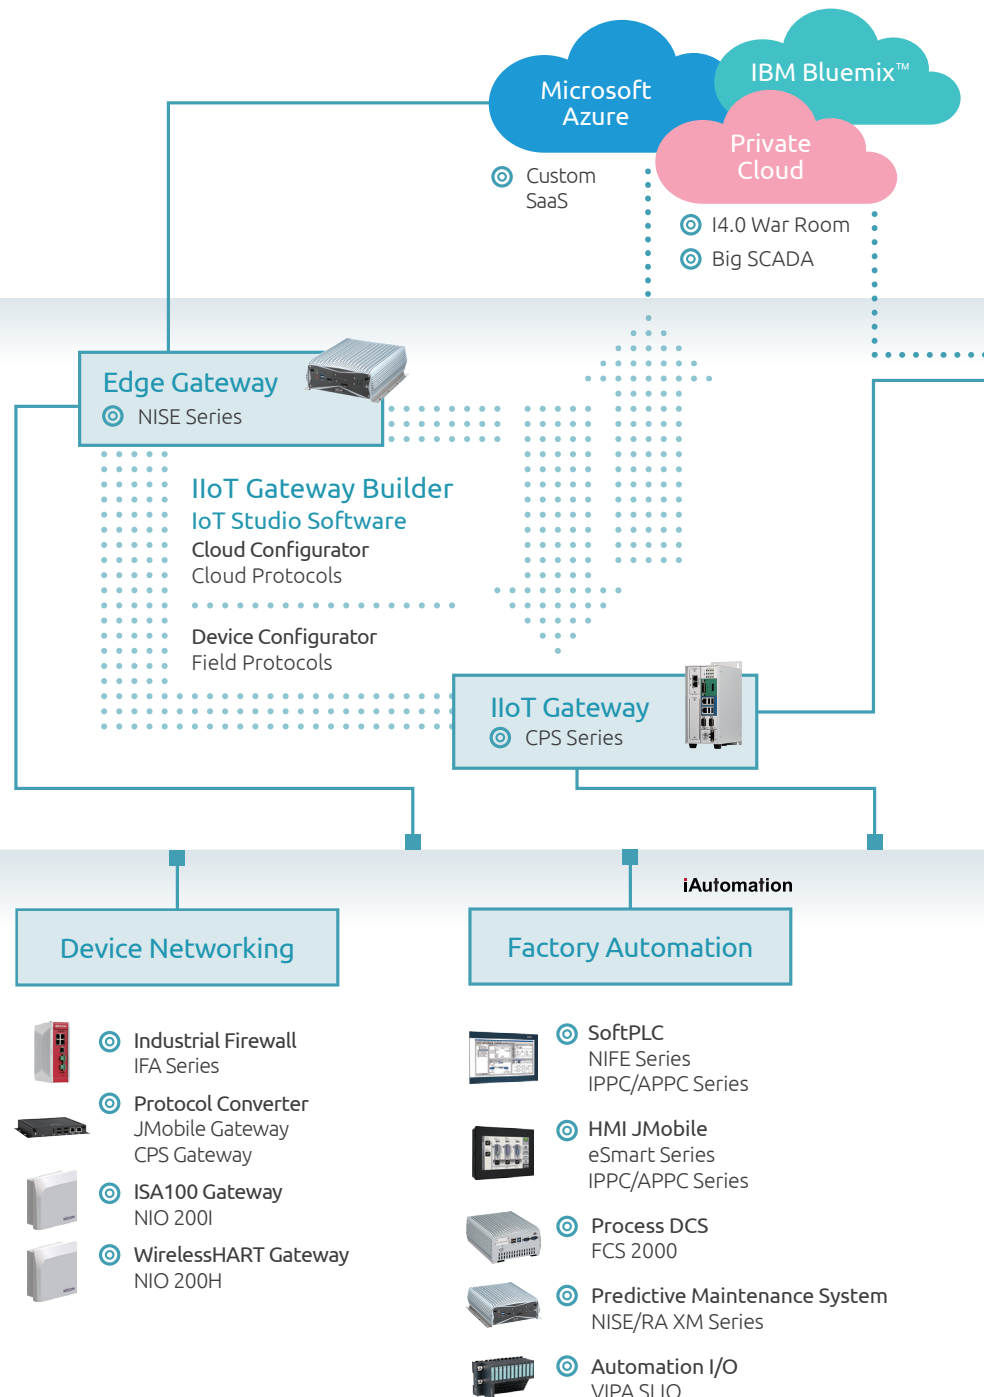 Microsoft
Azure
IBM Bluemix™
Private
Cloud
Custom
SaaS
I4.0 War Room
Big SCADA
Edge Gateway
NISE Series
IIoT Gateway Builder
IoT Studio Software
Cloud Configurator
Cloud Protocols
Device Configurator
Field Protocols
IIoT Gateway
CPS Series
iAutomation
Device Networking
Factory Automation
Industrial Firewall
IFA Series
Protocol Converter
JMobile Gateway
CPS Gateway
ISA100 Gateway
NIO 200I
WirelessHART Gateway
NIO 200H
SoftPLC
NIFE Series
IPPC/APPC Series
HMI JMobile
eSmart Series
IPPC/APPC Series
Process DCS
FCS 2000
Predictive Maintenance System
NISE/RA XM Series
Automation I/O
VIPA SLIO